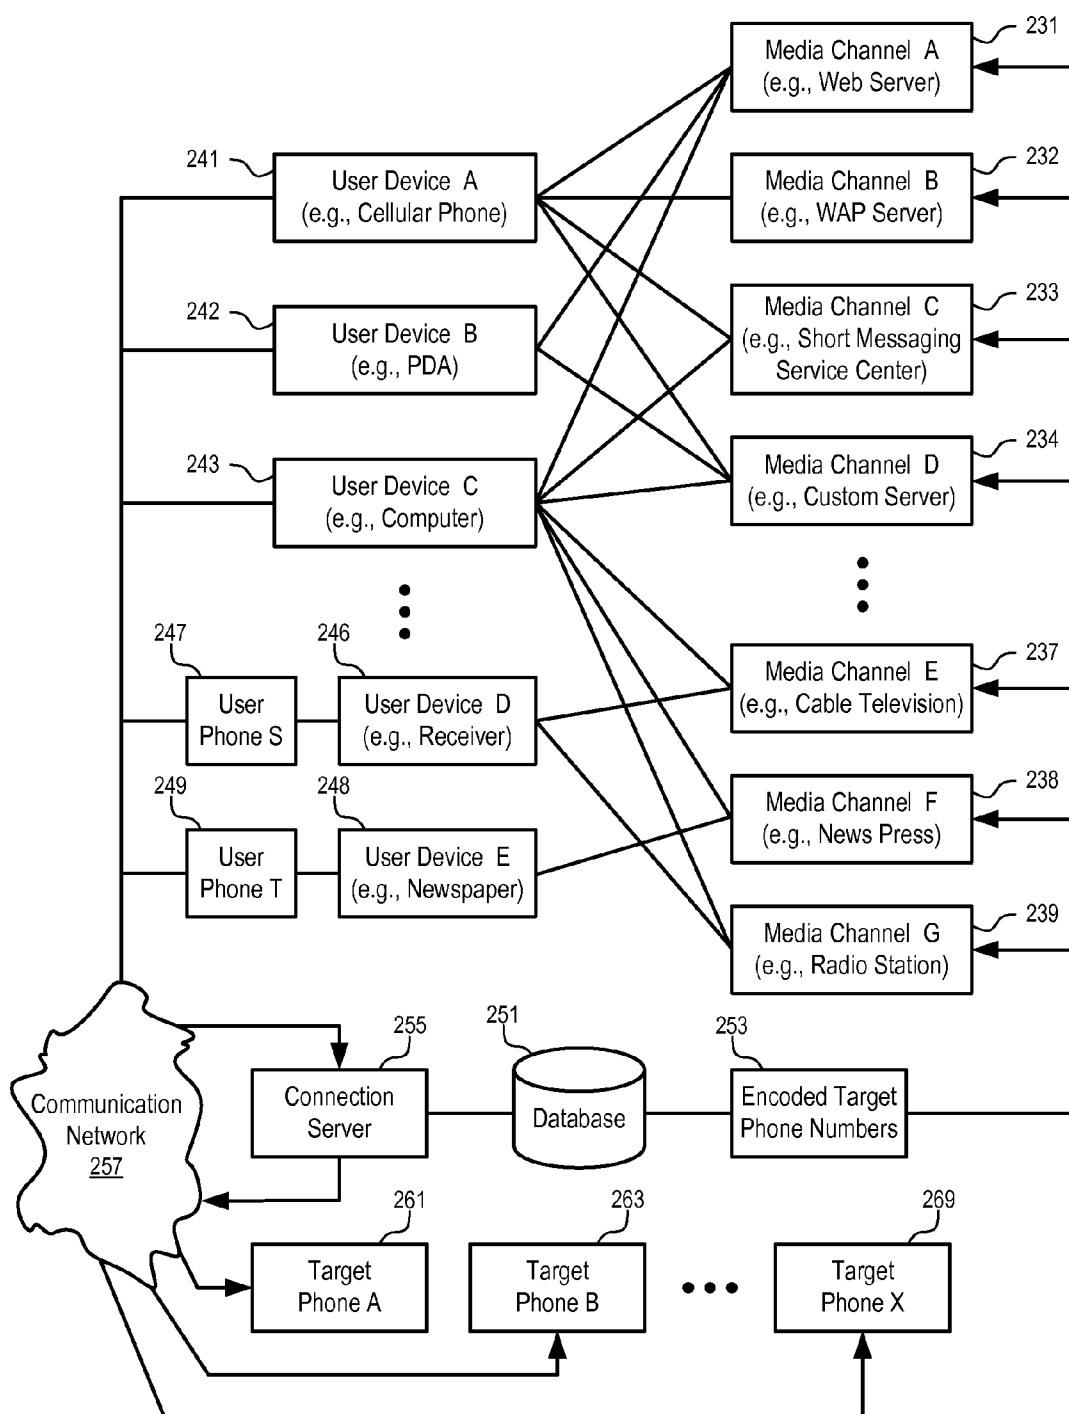 231
Media Channel A
(e.g., Web Server)
241
User Device A
(e.g., Cellular Phone)
232
Media Channel B
(e.g., WAP Server)
242
User Device B
(e.g., PDA)
233
Media Channel C
(e.g., Short Messaging
Service Center)
243
User Device C
(e.g., Computer)
234
Media Channel D
(e.g., Custom Server)
247
User
Phone S
246
User Device D
(e.g., Receiver)
237
Media Channel E
(e.g., Cable Television)
249
User
Phone T
248
User Device E
(e.g., Newspaper)
238
Media Channel F
(e.g., News Press)
239
Media Channel G
(e.g., Radio Station)
Communication
Network
257
255
Connection
Server
251
Database
253
Encoded Target
Phone Numbers
261
Target
Phone A
263
Target
Phone B
269
Target
Phone X